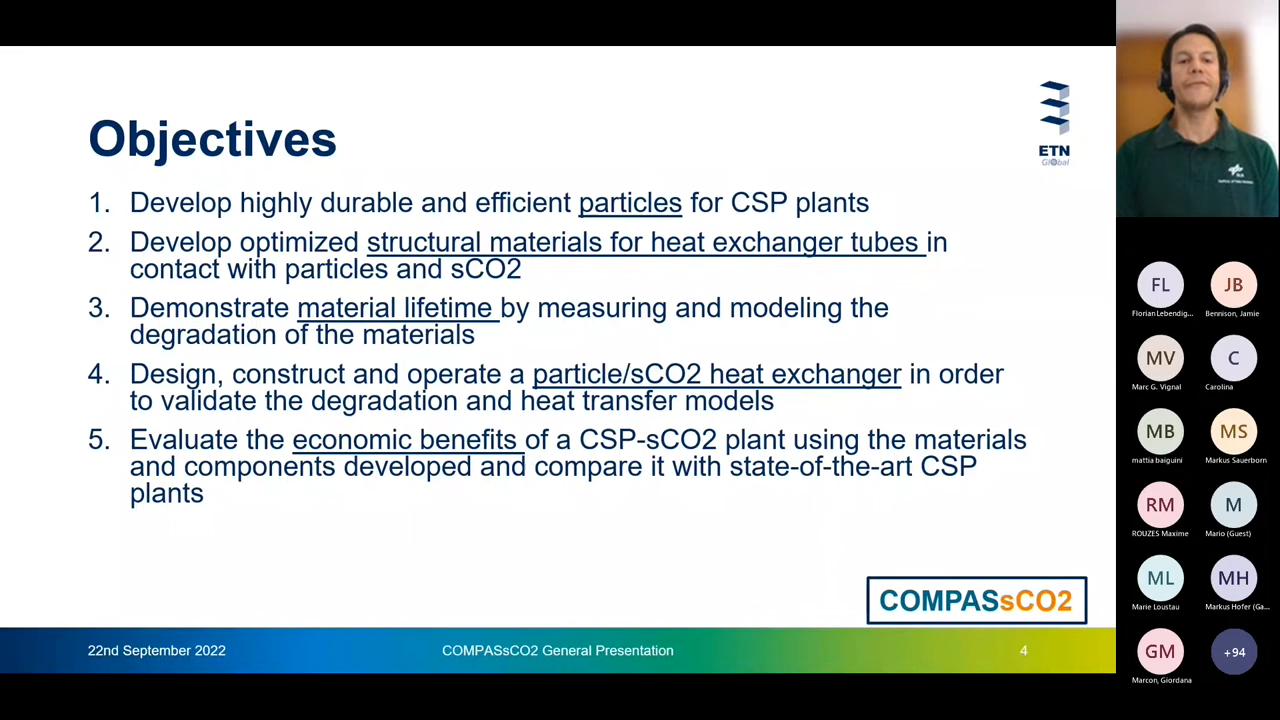 Objectives
ETN
Global
1. Develop highly durable and efficient particles for CSP plants
2. Develop optimized structural materials for heat exchanger tubes in
contact with particles and sCO2
3. Demonstrate material lifetime by measuring and modeling the
degradation of the materials
4. Design, construct and operate a particle/sCO2 heat exchanger in order
to validate the degradation and heat transfer models
5. Evaluate the economic benefits of a CSP-sCO2 plant using the materials
and components developed and compare it with state-of-the-art CSP
plants
COMPASsCO2
22nd September 2022
COMPASsCO2 General Presentation
4
DLR
FL
JB
Florian Lebendig...
Bennison, Jamie
MV
C
Marc G. Vignal
Carolina
MB
MS
mattia baiguini
Markus Sauerborn
RM
M
ROUZES Maxime
Mario (Guest)
ML
MH
Marie Loustau
Markus Hofer (Ga...
GM
+94
Marcon, Giordana